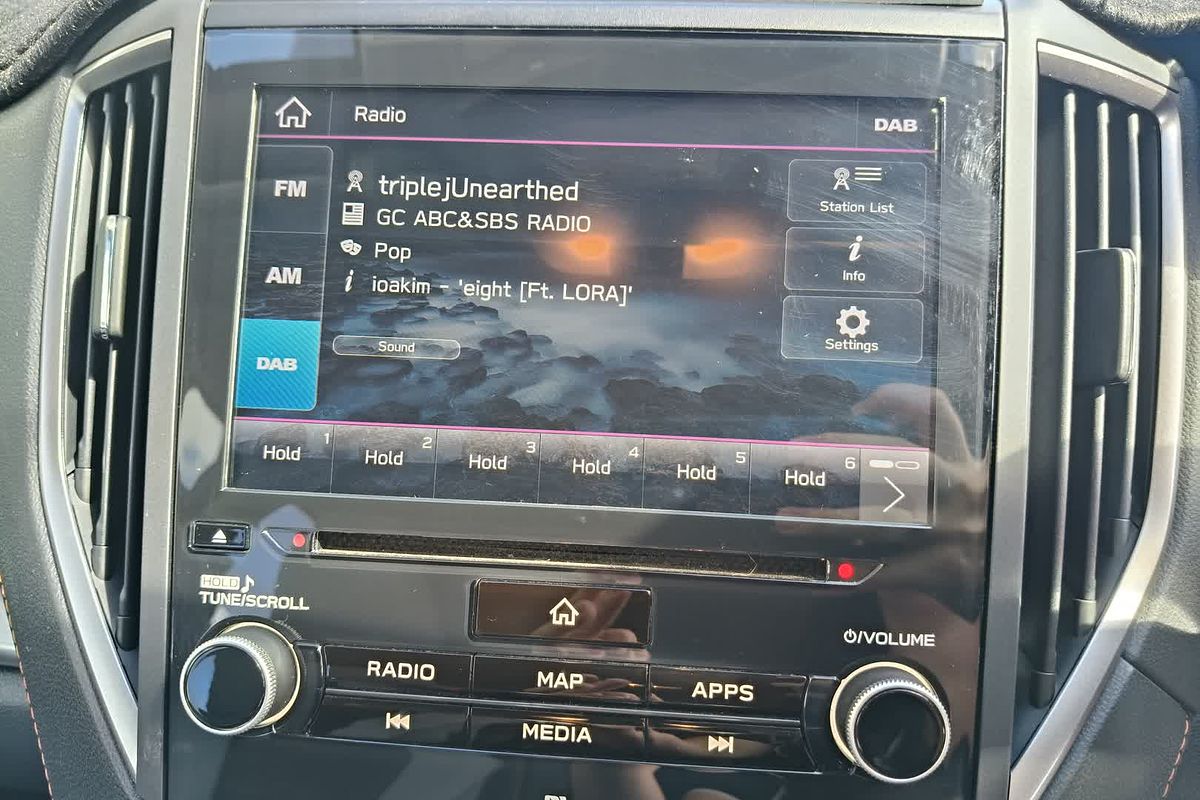 Radio
DAB
FM
triplejUnearthed
Station List
GC ABC&SBS RADIO
AM
Pop
i Info
i ioakim - 'eight [Ft. LORA]'
Settings
DAB
Sound
Hold 1
Hold 2
Hold 3
Hold 4
Hold 5
Hold 6
HOLD
TUNE/SCROLL
/VOLUME
RADIO
MAP
APPS
MEDIA